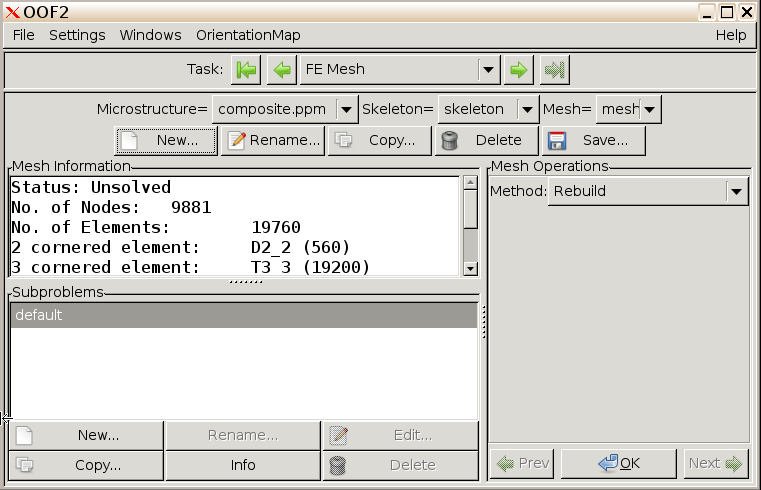 OOF2
File Settings Windows OrientationMap Help
Task: FE Mesh
Microstructure= composite.ppm Skeleton= skeleton Mesh= mesh
New... Rename... Copy... Delete Save...
Mesh Information
Status: Unsolved
No. of Nodes: 9881
No. of Elements: 19760
2 cornered element: D2_2 (560)
3 cornered element: T3_3 (19200)
Subproblems
default
New... Rename... Edit...
Copy... Info Delete
Mesh Operations
Method: Rebuild
Prev OK Next